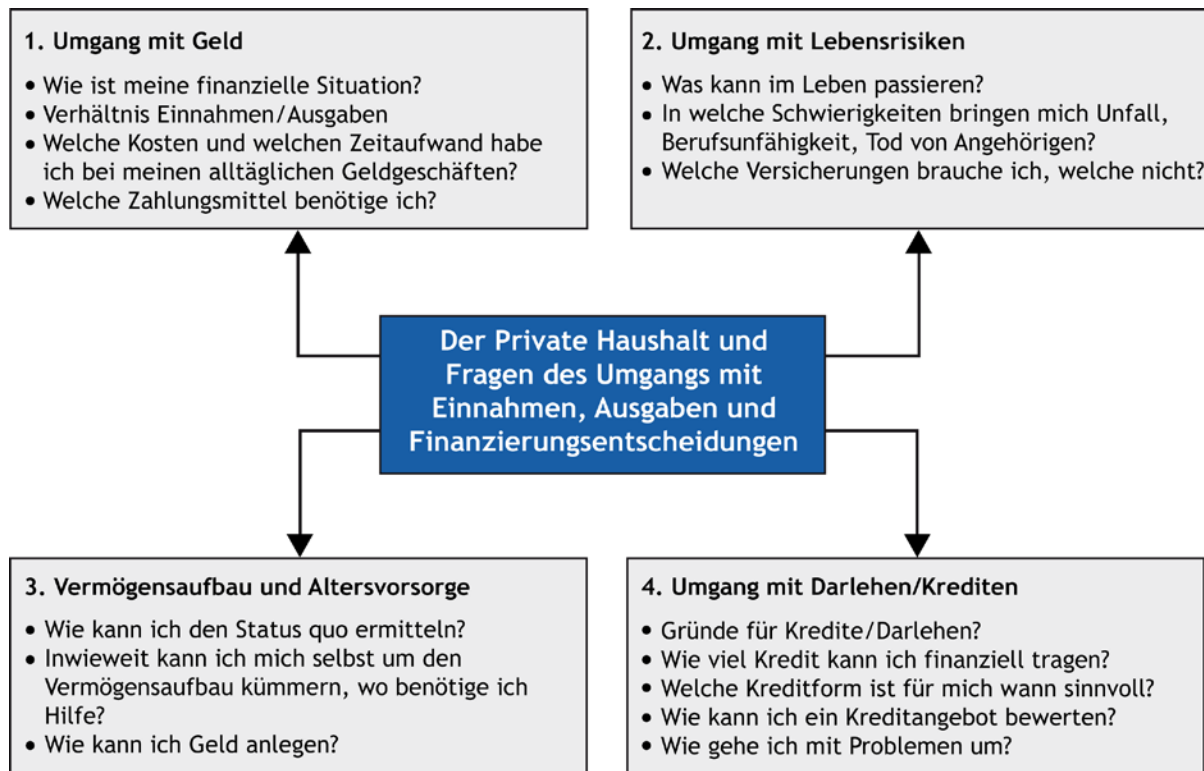 1. Umgang mit Geld
• Wie ist meine finanzielle Situation?
• Verhältnis Einnahmen/Ausgaben
• Welche Kosten und welchen Zeitaufwand habe
ich bei meinen alltäglichen Geldgeschäften?
• Welche Zahlungsmittel benötige ich?
2. Umgang mit Lebensrisiken
• Was kann im Leben passieren?
• In welche Schwierigkeiten bringen mich Unfall,
Berufsunfähigkeit, Tod von Angehörigen?
• Welche Versicherungen brauche ich, welche nicht?
Der Private Haushalt und
Fragen des Umgangs mit
Einnahmen, Ausgaben und
Finanzierungsentscheidungen
3. Vermögensaufbau und Altersvorsorge
• Wie kann ich den Status quo ermitteln?
• Inwieweit kann ich mich selbst um den
Vermögensaufbau kümmern, wo benötige ich
Hilfe?
• Wie kann ich Geld anlegen?
4. Umgang mit Darlehen/Krediten
• Gründe für Kredite/Darlehen?
• Wie viel Kredit kann ich finanziell tragen?
• Welche Kreditform ist für mich wann sinnvoll?
• Wie kann ich ein Kreditangebot bewerten?
• Wie gehe ich mit Problemen um?